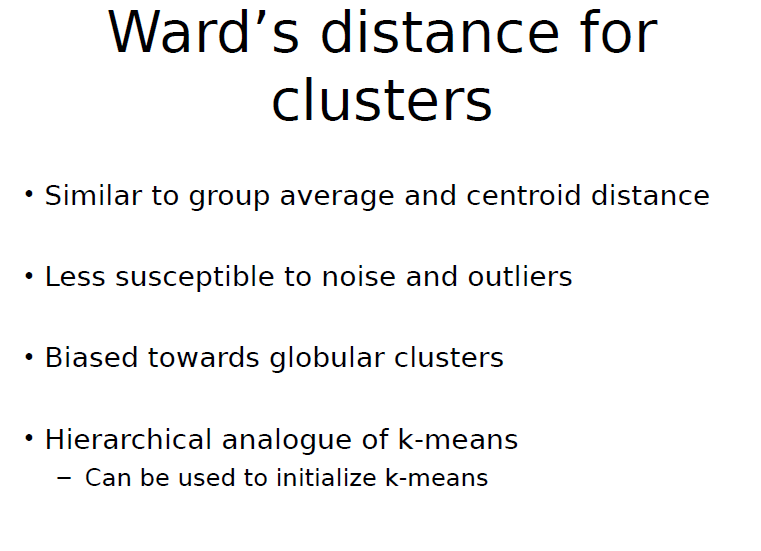 Ward’s distance for
clusters
• Similar to group average and centroid distance
• Less susceptible to noise and outliers
• Biased towards globular clusters
• Hierarchical analogue of k-means
– Can be used to initialize k-means